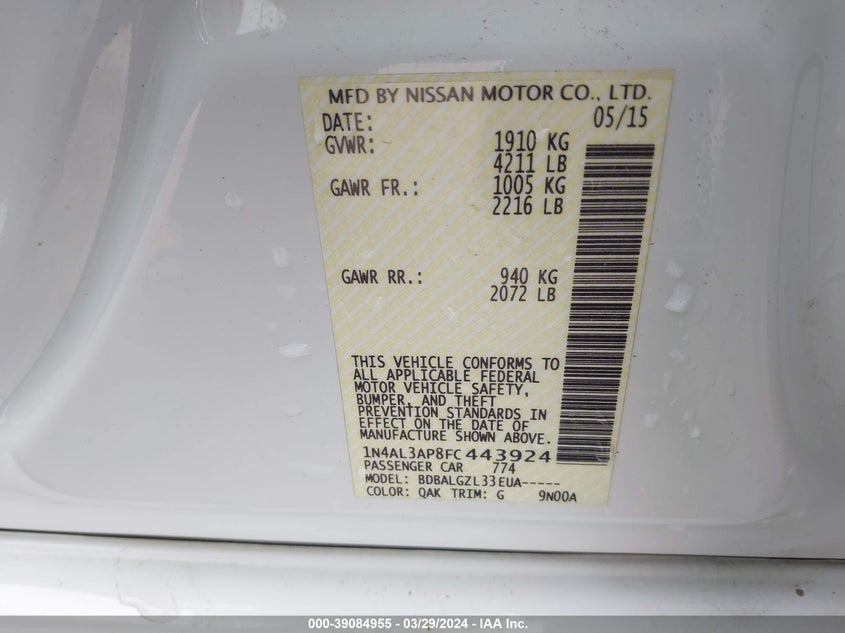 MFD BY NISSAN MOTOR CO., LTD.
DATE: 05/15
GVWR: 1910 KG
4211 LB
GAWR FR.: 1005 KG
2216 LB
GAWR RR.: 940 KG
2072 LB
THIS VEHICLE CONFORMS TO
ALL APPLICABLE FEDERAL
MOTOR VEHICLE SAFETY,
BUMPER, AND THEFT
PREVENTION STANDARDS IN
EFFECT ON THE DATE OF
MANUFACTURE SHOWN ABOVE.
1N4AL3AP8FC443924
PASSENGER CAR 774
MODEL: BDBALGZL33EUA-----
COLOR: QAK TRIM: G 9N00A
000-39084955 — 03/29/2024 — IAA Inc.